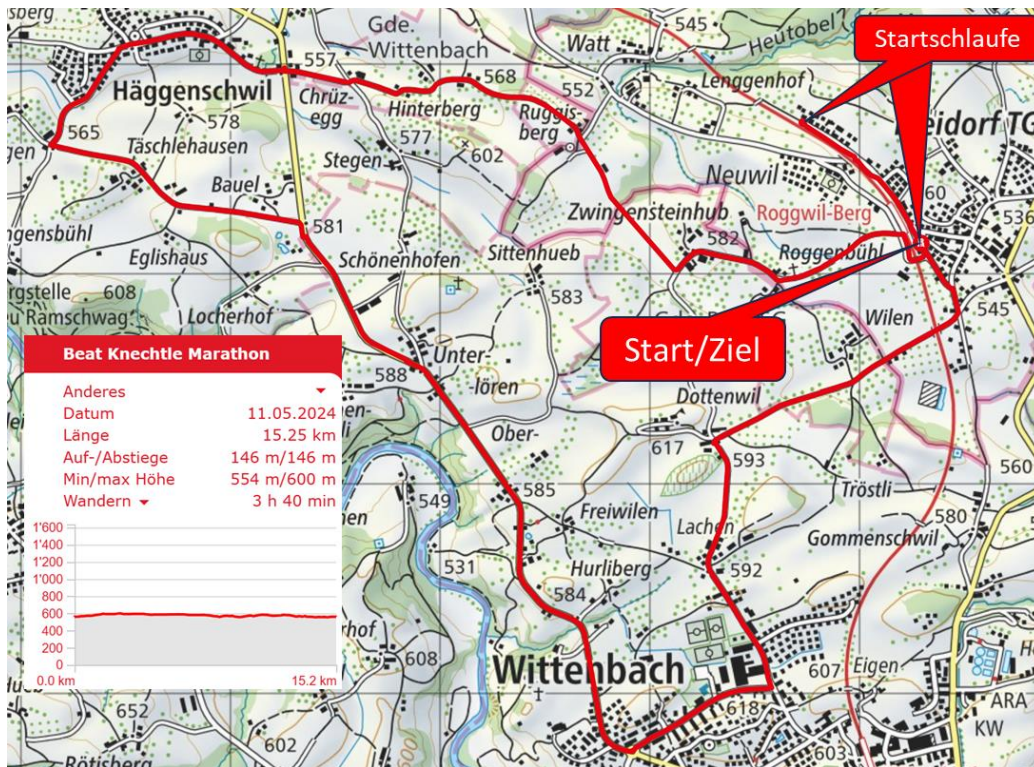 Startschlaufe
Start/Ziel
545
Heutobel
Gde.
Wittenbach
Watt
sberg
557
568
552
Lenggenhof
Häggenschwil
Chrüz-
egg
Hinterberg
Ruggis-
berg
565
578
577
602
Täschlehausen
Stegen
Neuwil
60
Bauel
Zwingensteinhub
Roggwil-Berg
581
582
Roggenbühl
ngensbühl
Eglishaus
Schönenhofen
Sittenhueb
583
608
Locherhof
545
Wilen
Unter-
lören
588
Dottenwil
Ober-
617
593
560
Tröstli
585
549
Freiwilen
580
Lachen
Gommenschwil
531
Hurliberg
592
584
Wittenbach
607
Eigen
608
618
ARA
KW
652
602
603
Rötisberg
Beat Knechtle Marathon
Anderes
Datum 11.05.2024
Länge 15.25 km
Auf-/Abstiege 146 m/146 m
Min/max Höhe 554 m/600 m
Wandern 3 h 40 min
1'600
1'400
1'200
1'000
800
600
400
200
0
0.0 km 15.2 km